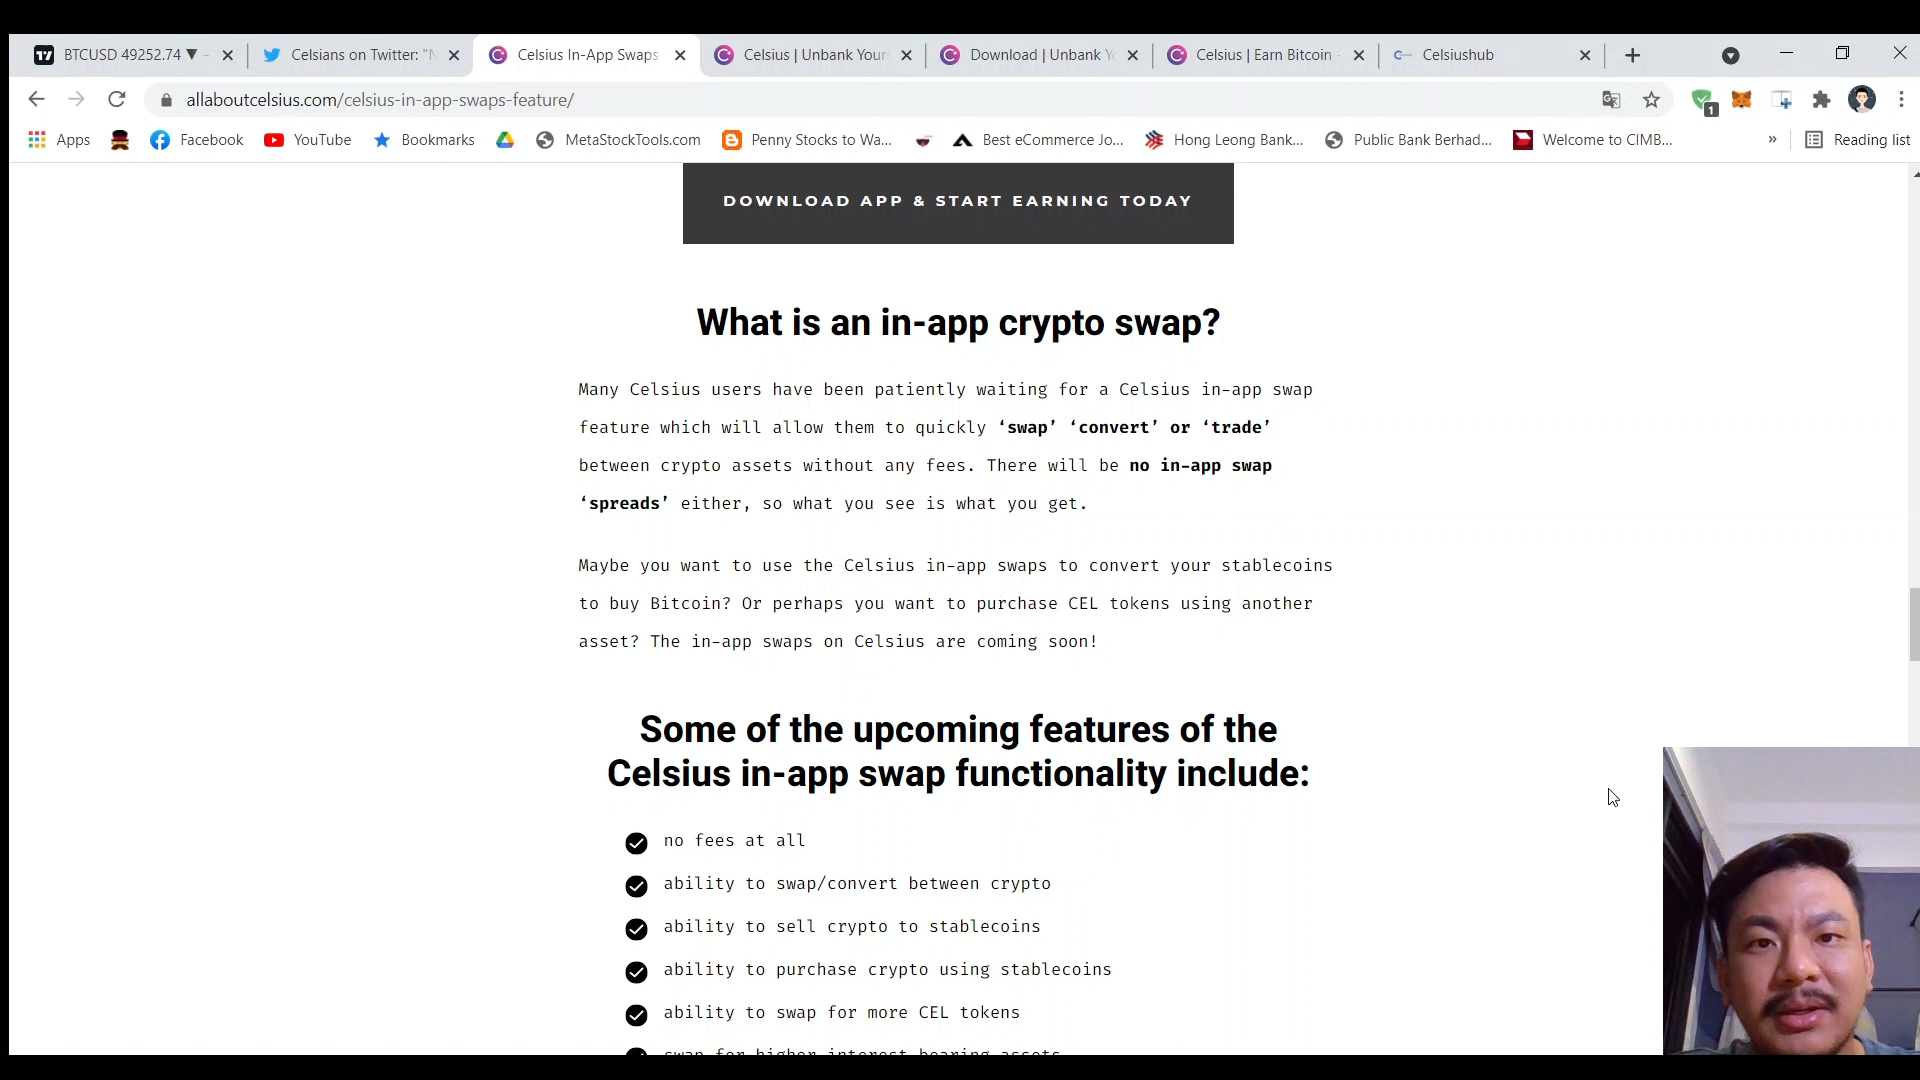 BTCUSD 49252.74 ▼ -
Celsians on Twitter: "N
Celsius In-App Swaps
Celsius | Unbank Yours
Download | Unbank Yo
Celsius | Earn Bitcoin -
Celsiushub
allaboutcelsius.com/celsius-in-app-swaps-feature/
1
Apps
Facebook
YouTube
Bookmarks
MetaStockTools.com
Penny Stocks to Wa...
Best eCommerce Jo...
Hong Leong Bank...
Public Bank Berhad...
Welcome to CIMB...
»
Reading list
DOWNLOAD APP & START EARNING TODAY
What is an in-app crypto swap?
Many Celsius users have been patiently waiting for a Celsius in-app swap
feature which will allow them to quickly ‘swap’ ‘convert’ or ‘trade’
between crypto assets without any fees. There will be no in-app swap
‘spreads’ either, so what you see is what you get.
Maybe you want to use the Celsius in-app swaps to convert your stablecoins
to buy Bitcoin? Or perhaps you want to purchase CEL tokens using another
asset? The in-app swaps on Celsius are coming soon!
Some of the upcoming features of the
Celsius in-app swap functionality include:
no fees at all
ability to swap/convert between crypto
ability to sell crypto to stablecoins
ability to purchase crypto using stablecoins
ability to swap for more CEL tokens
swap for higher interest bearing assets